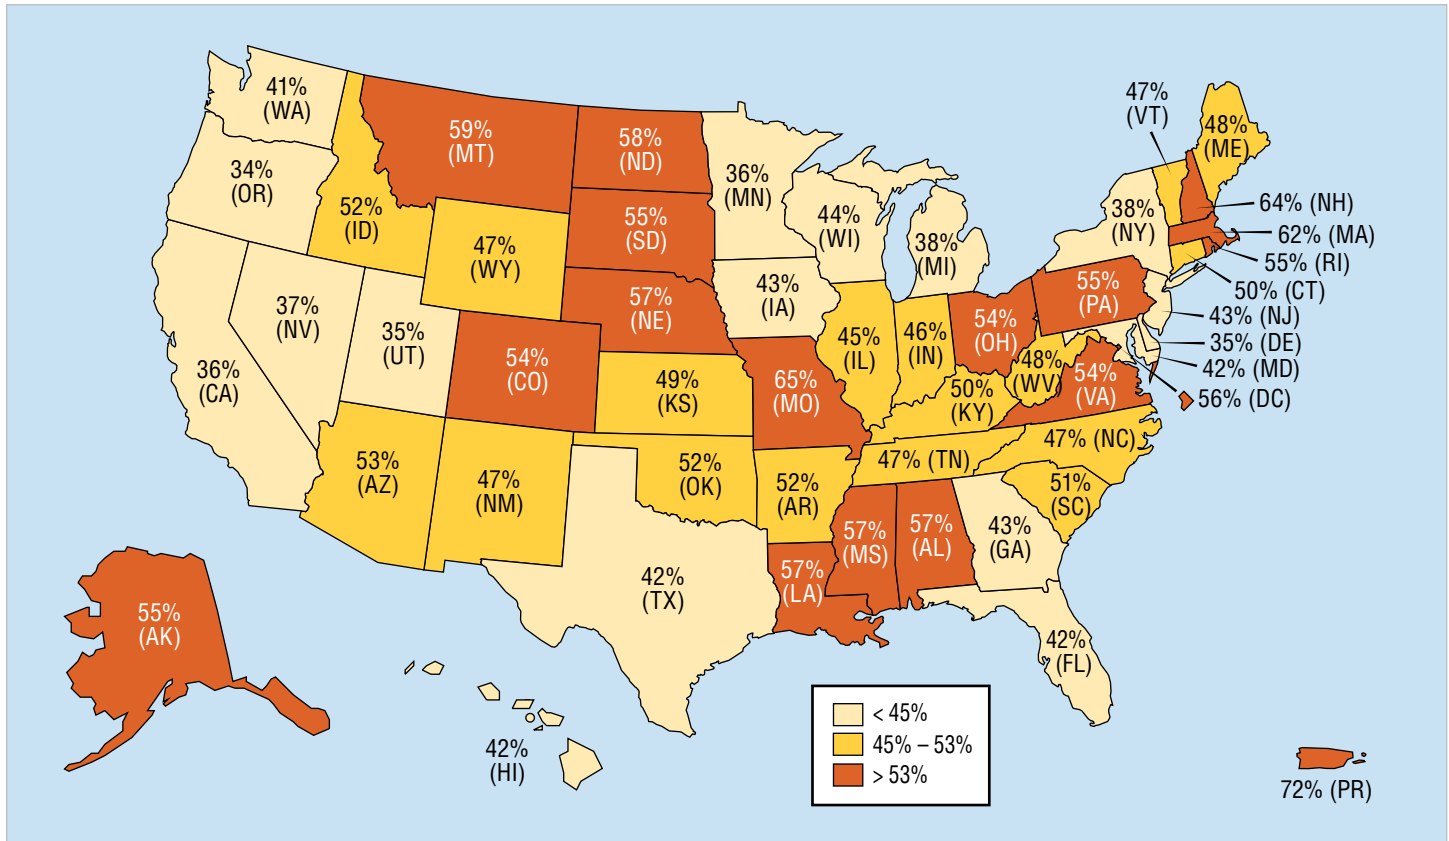 41%
(WA)
59%
(MT)
58%
(ND)
47%
(VT)
48%
(ME)
34%
(OR)
52%
(ID)
36%
(MN)
55%
(SD)
44%
(WI)
38%
(MI)
38%
(NY)
64% (NH)
62% (MA)
55% (RI)
50% (CT)
43% (NJ)
35% (DE)
42% (MD)
56% (DC)
47%
(WY)
57%
(NE)
43%
(IA)
37%
(NV)
35%
(UT)
36%
(CA)
54%
(CO)
49%
(KS)
65%
(MO)
45%
(IL)
46%
(IN)
54%
(OH)
55%
(PA)
48%
(WV)
54%
(VA)
50%
(KY)
47% (NC)
47% (TN)
53%
(AZ)
47%
(NM)
52%
(OK)
52%
(AR)
51%
(SC)
57%
(MS)
57%
(AL)
43%
(GA)
57%
(LA)
42%
(TX)
42%
(FL)
55%
(AK)
42%
(HI)
< 45%
45% – 53%
> 53%
72% (PR)